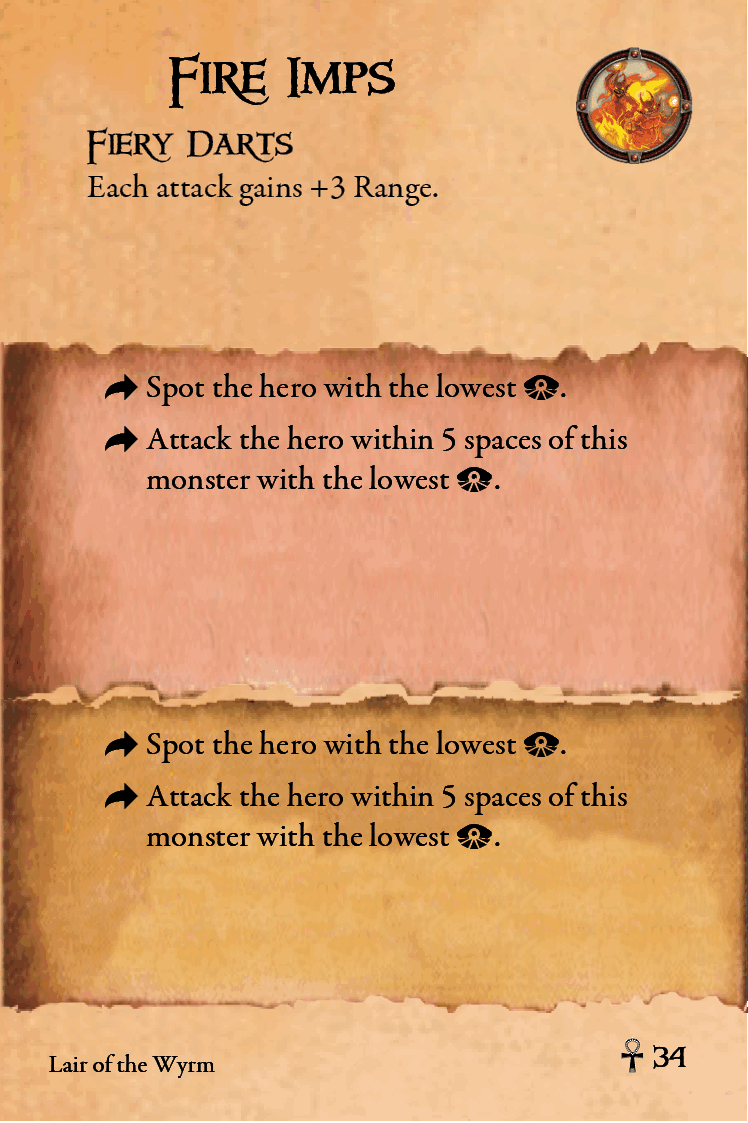 Fire Imps
Fiery Darts
Each attack gains +3 Range.
Spot the hero with the lowest .
Attack the hero within 5 spaces of this
monster with the lowest .
Spot the hero with the lowest .
Attack the hero within 5 spaces of this
monster with the lowest .
Lair of the Wyrm
34